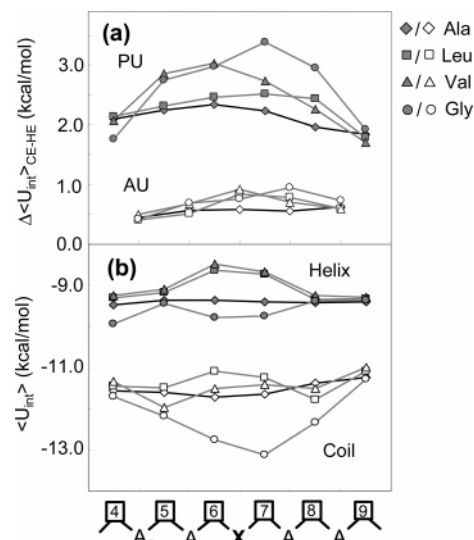 (a)
PU
AU
Δ<U_int>_CE-HE (kcal/mol)
3.0
2.0
1.0
0.0
/ Ala
/ Leu
/ Val
/ Gly
(b)
Helix
Coil
<U_int> (kcal/mol)
-9.0
-11.0
-13.0
4 5 6 7 8 9
A A X A A